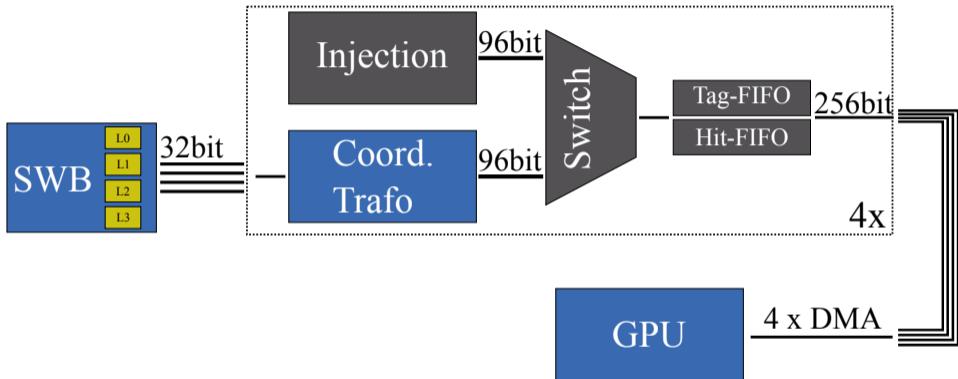 Injection
96bit
Switch
Tag-FIFO
256bit
Hit-FIFO
SWB
L0
L1
L2
L3
32bit
Coord.
Trafo
96bit
4x
GPU
4 x DMA